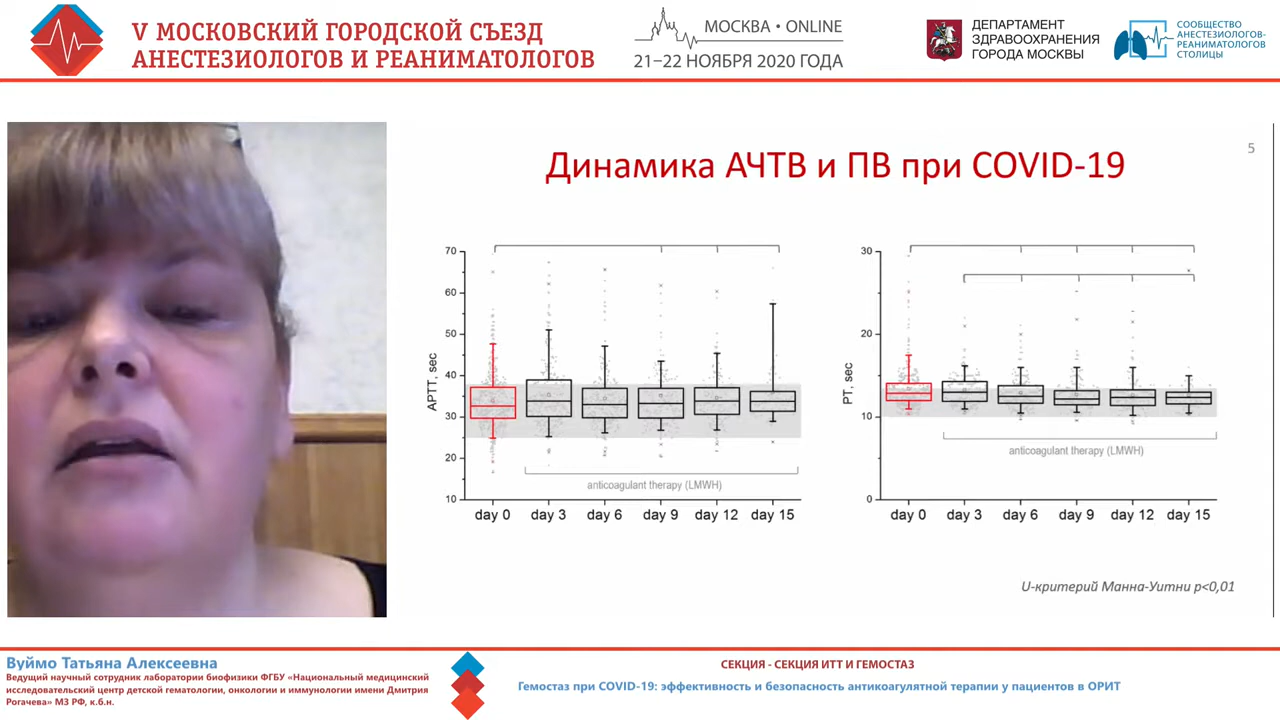 V МОСКОВСКИЙ ГОРОДСКОЙ СЪЕЗД
АНЕСТЕЗИОЛОГОВ И РЕАНИМАТОЛОГОВ
МОСКВА • ONLINE
21–22 НОЯБРЯ 2020 ГОДА
ДЕПАРТАМЕНТ
ЗДРАВООХРАНЕНИЯ
ГОРОДА МОСКВЫ
СООБЩЕСТВО
АНЕСТЕЗИОЛОГОВ-
РЕАНИМАТОЛОГОВ
СТОЛИЦЫ
5
Динамика АЧТВ и ПВ при COVID-19
APTT, sec
70
60
50
40
30
20
10
anticoagulant therapy (LMWH)
day 0 day 3 day 6 day 9 day 12 day 15
PT, sec
30
20
10
0
anticoagulant therapy (LMWH)
day 0 day 3 day 6 day 9 day 12 day 15
U-критерий Манна-Уитни p<0,01
Вуймо Татьяна Алексеевна
Ведущий научный сотрудник лаборатории биофизики ФГБУ «Национальный медицинский
исследовательский центр детской гематологии, онкологии и иммунологии имени Дмитрия
Рогачева» МЗ РФ, к.б.н.
СЕКЦИЯ - СЕКЦИЯ ИТТ И ГЕМОСТАЗ
Гемостаз при COVID-19: эффективность и безопасность антикоагулятной терапии у пациентов в ОРИТ